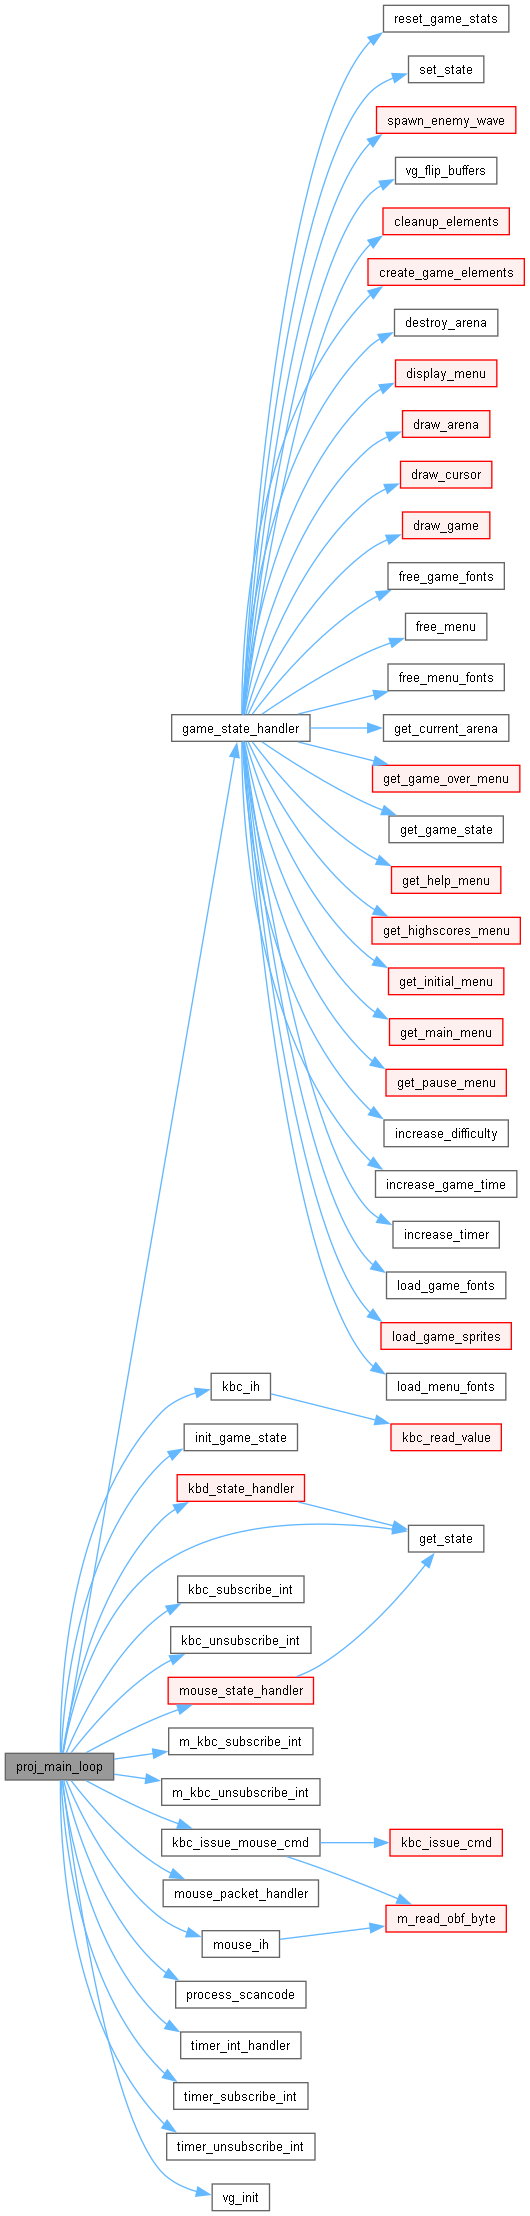 reset_game_stats
set_state
spawn_enemy_wave
vg_flip_buffers
cleanup_elements
create_game_elements
destroy_arena
display_menu
draw_arena
draw_cursor
draw_game
free_game_fonts
free_menu
free_menu_fonts
game_state_handler
get_current_arena
get_game_over_menu
get_game_state
get_help_menu
get_highscores_menu
get_initial_menu
get_main_menu
get_pause_menu
increase_difficulty
increase_game_time
increase_timer
load_game_fonts
load_game_sprites
load_menu_fonts
kbc_ih
kbc_read_value
init_game_state
kbd_state_handler
get_state
kbc_subscribe_int
kbc_unsubscribe_int
mouse_state_handler
m_kbc_subscribe_int
proj_main_loop
m_kbc_unsubscribe_int
kbc_issue_mouse_cmd
kbc_issue_cmd
mouse_packet_handler
m_read_obf_byte
mouse_ih
process_scancode
timer_int_handler
timer_subscribe_int
timer_unsubscribe_int
vg_init